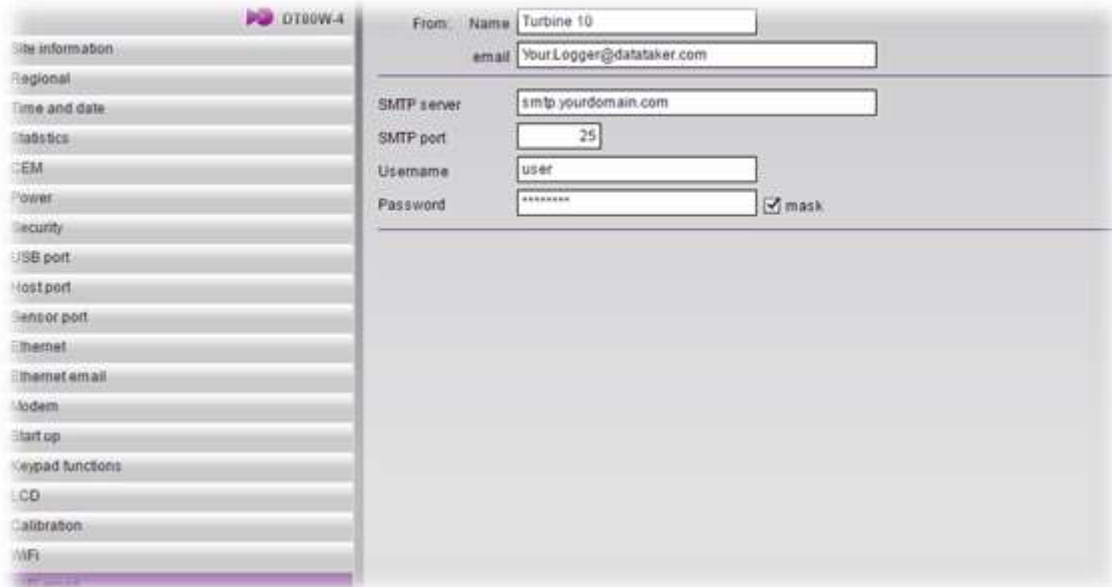 DT80W-4
Site information
Regional
Time and date
Statistics
CEM
Power
Security
USB port
Host port
Sensor port
Ethernet
Ethernet email
Modem
Start up
Keypad functions
LCD
Calibration
WiFi
From: Name Turbine 10
email Your.Logger@datataker.com
SMTP server smtp.yourdomain.com
SMTP port 25
Username user
Password ******** mask